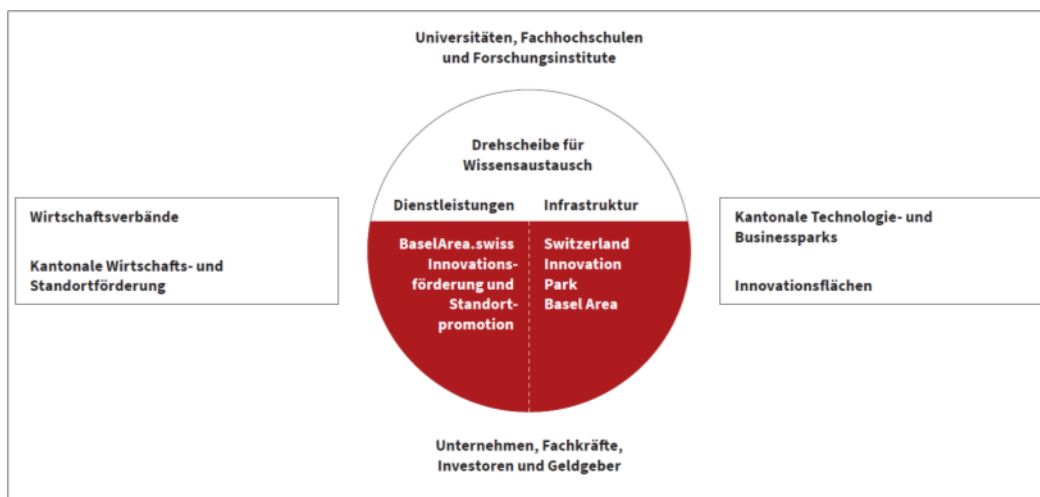 Universitäten, Fachhochschulen
und Forschungsinstitute
Drehscheibe für
Wissensaustausch
Dienstleistungen
Infrastruktur
Wirtschaftsverbände
Kantonale Wirtschafts- und
Standortförderung
BaselArea.swiss
Innovations-
förderung und
Standort-
promotion
Switzerland
Innovation
Park
Basel Area
Kantonale Technologie- und
Businessparks
Innovationsflächen
Unternehmen, Fachkräfte,
Investoren und Geldgeber